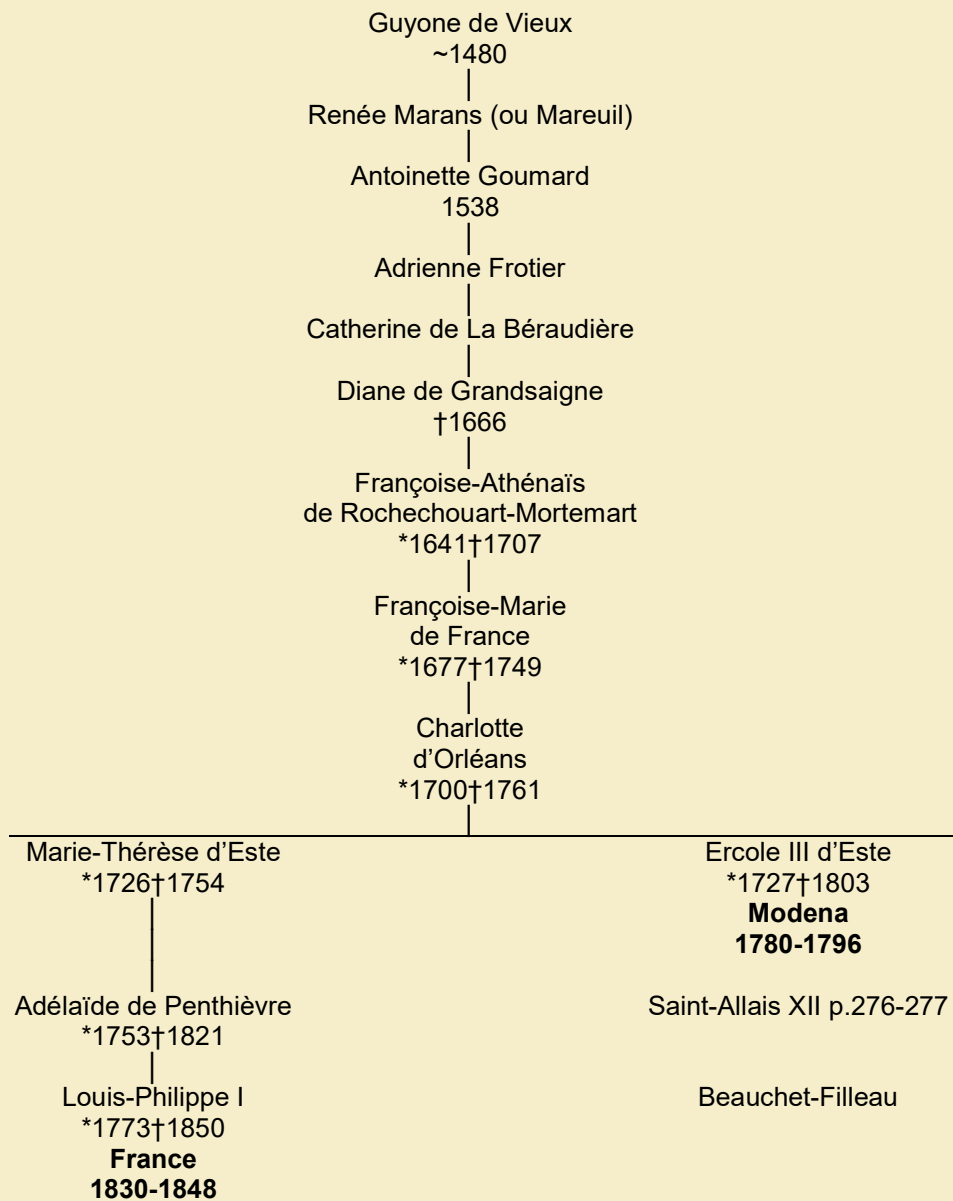 Guyone de Vieux
~1480
Renée Marans (ou Mareuil)
Antoinette Goumard
1538
Adrienne Frotier
Catherine de La Béraudière
Diane de Grandsaigne
†1666
Françoise-Athénaïs
de Rochechouart-Mortemart
*1641†1707
Françoise-Marie
de France
*1677†1749
Charlotte
d’Orléans
*1700†1761
Marie-Thérèse d’Este
*1726†1754
Ercole III d’Este
*1727†1803
Modena
1780-1796
Adélaïde de Penthièvre
*1753†1821
Saint-Allais XII p.276-277
Louis-Philippe I
*1773†1850
France
1830-1848
Beauchet-Filleau